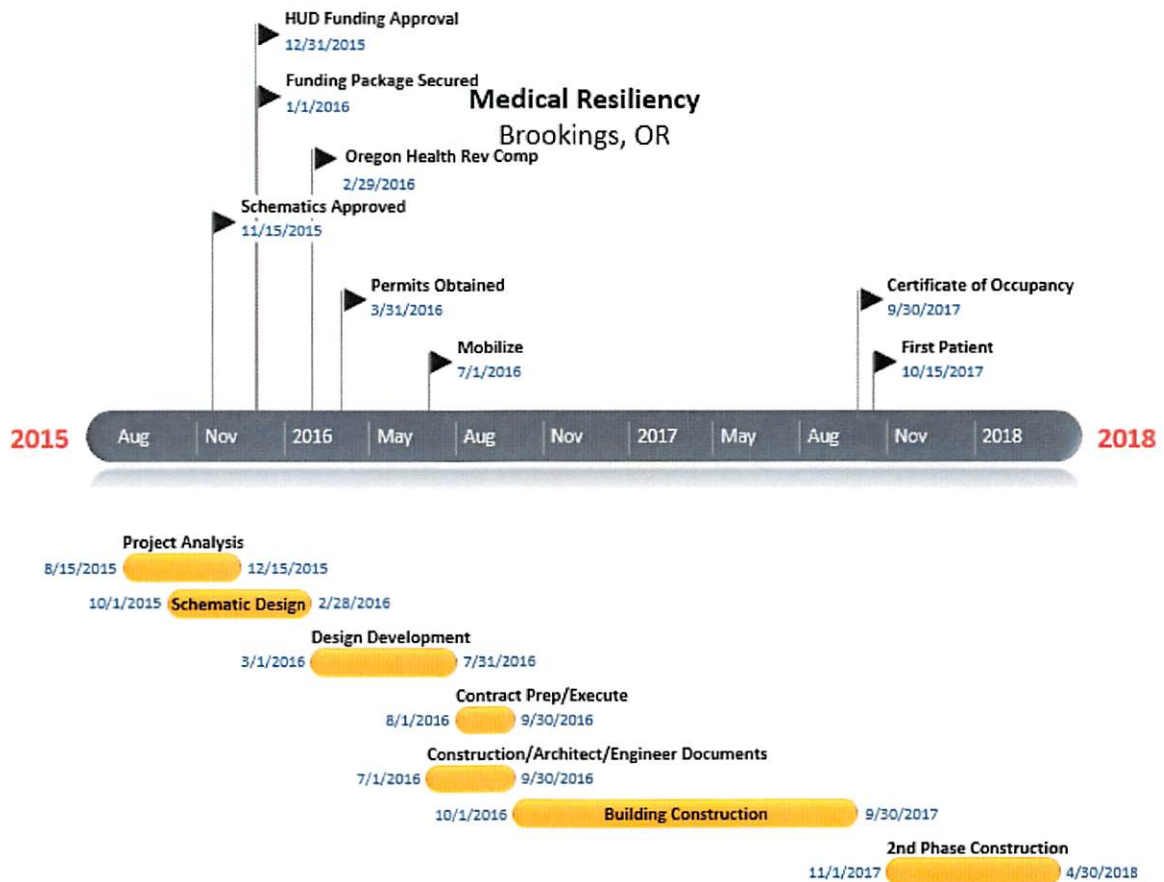 HUD Funding Approval
12/31/2015
Funding Package Secured
1/1/2016
Medical Resiliency
Brookings, OR
Oregon Health Rev Comp
2/29/2016
Schematics Approved
11/15/2015
Permits Obtained
3/31/2016
Certificate of Occupancy
9/30/2017
Mobilize
7/1/2016
First Patient
10/15/2017
2015 Aug Nov 2016 May Aug Nov 2017 May Aug Nov 2018 2018
Project Analysis
8/15/2015 12/15/2015
10/1/2015 Schematic Design 2/28/2016
Design Development
3/1/2016 7/31/2016
Contract Prep/Execute
8/1/2016 9/30/2016
Construction/Architect/Engineer Documents
7/1/2016 9/30/2016
10/1/2016 Building Construction 9/30/2017
2nd Phase Construction
11/1/2017 4/30/2018